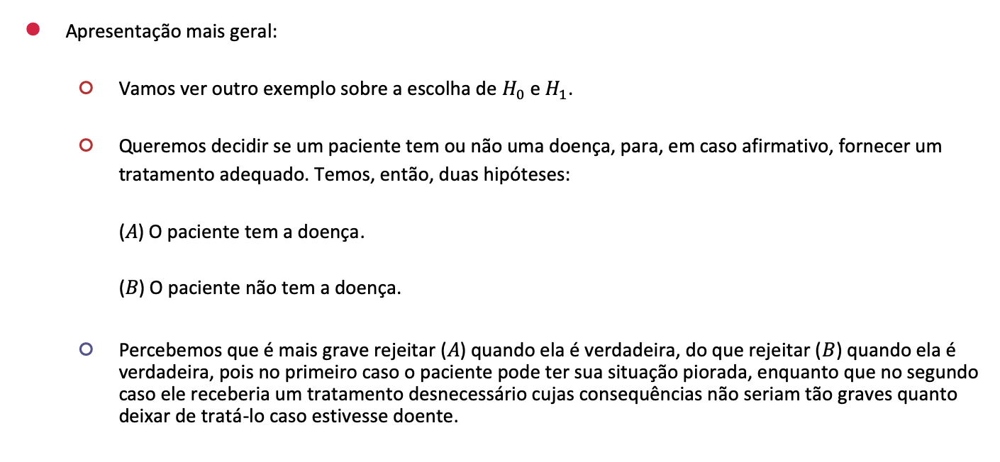 Apresentação mais geral:
Vamos ver outro exemplo sobre a escolha de H₀ e H₁.
Queremos decidir se um paciente tem ou não uma doença, para, em caso afirmativo, fornecer um
tratamento adequado. Temos, então, duas hipóteses:
(A) O paciente tem a doença.
(B) O paciente não tem a doença.
Percebemos que é mais grave rejeitar (A) quando ela é verdadeira, do que rejeitar (B) quando ela é
verdadeira, pois no primeiro caso o paciente pode ter sua situação piorada, enquanto que no segundo
caso ele receberia um tratamento desnecessário cujas consequências não seriam tão graves quanto
deixar de tratá-lo caso estivesse doente.